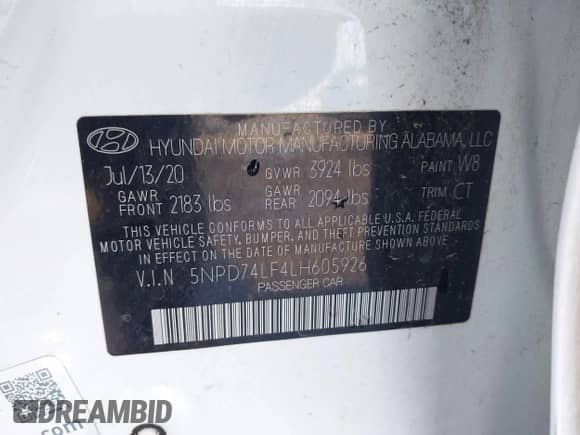 MANUFACTURED BY
HYUNDAI MOTOR MANUFACTURING ALABAMA, LLC
Jul/13/20 GVWR 3924 lbs PAINT W8
GAWR FRONT 2183 lbs GAWR REAR 2094 lbs TRIM CT
THIS VEHICLE CONFORMS TO ALL APPLICABLE U.S.A. FEDERAL
MOTOR VEHICLE SAFETY, BUMPER, AND THEFT PREVENTION STANDARDS
IN EFFECT ON THE DATE OF MANUFACTURE SHOWN ABOVE.
V.I.N 5NPD74LF4LH605926
PASSENGER CAR
.com
DREAMBID